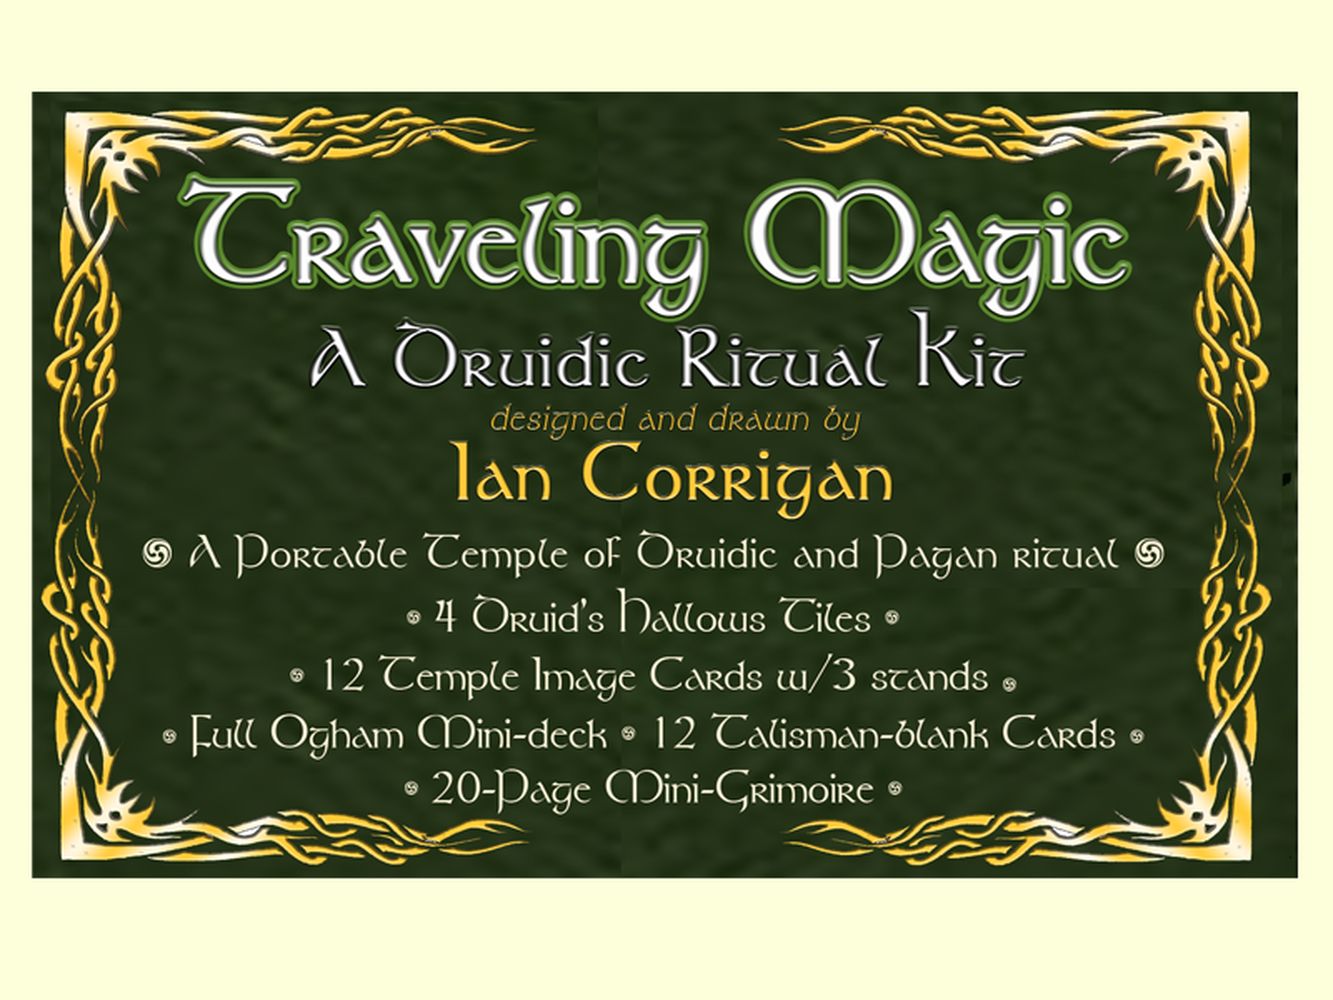 Traveling Magic
A Druidic Ritual Kit
designed and drawn by
Ian Corrigan
A Portable Temple of Druidic and Pagan ritual
4 Druid's Hallows Tiles
12 Temple Image Cards w/3 stands
Full Ogham Mini-deck 12 Talisman-blank Cards
20-Page Mini-Grimoire